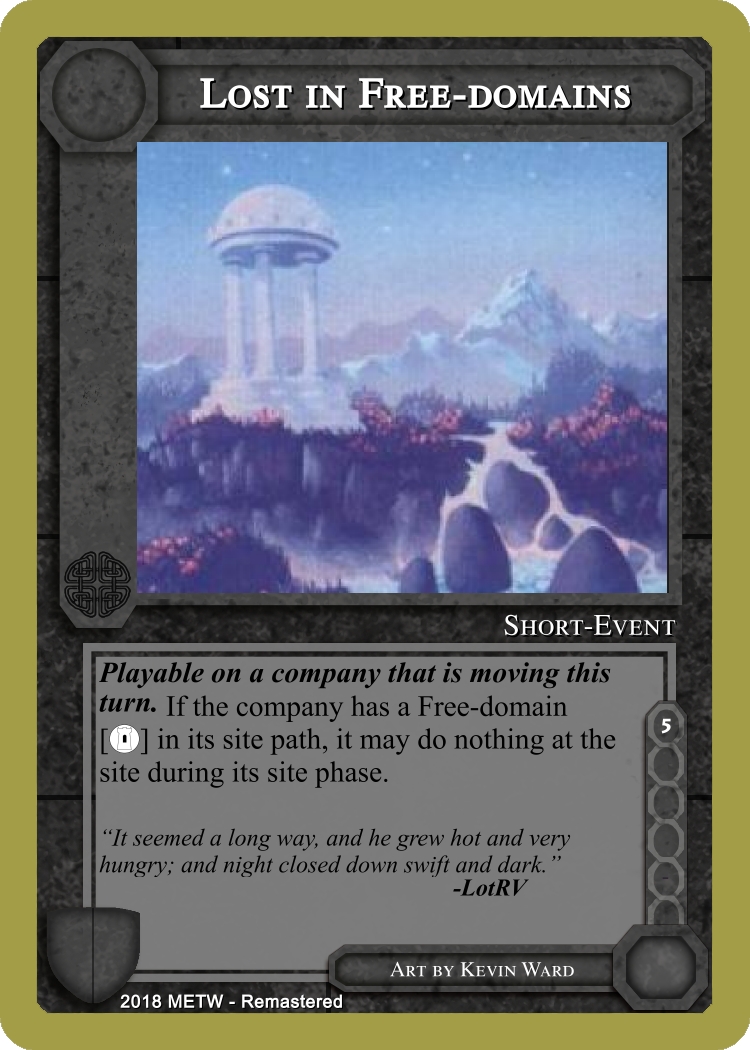 Lost in Free-domains
Short-Event
Playable on a company that is moving this
turn. If the company has a Free-domain
[ ] in its site path, it may do nothing at the
site during its site phase.
5
“It seemed a long way, and he grew hot and very
hungry; and night closed down swift and dark.”
-LotRV
Art by Kevin Ward
2018 METW - Remastered